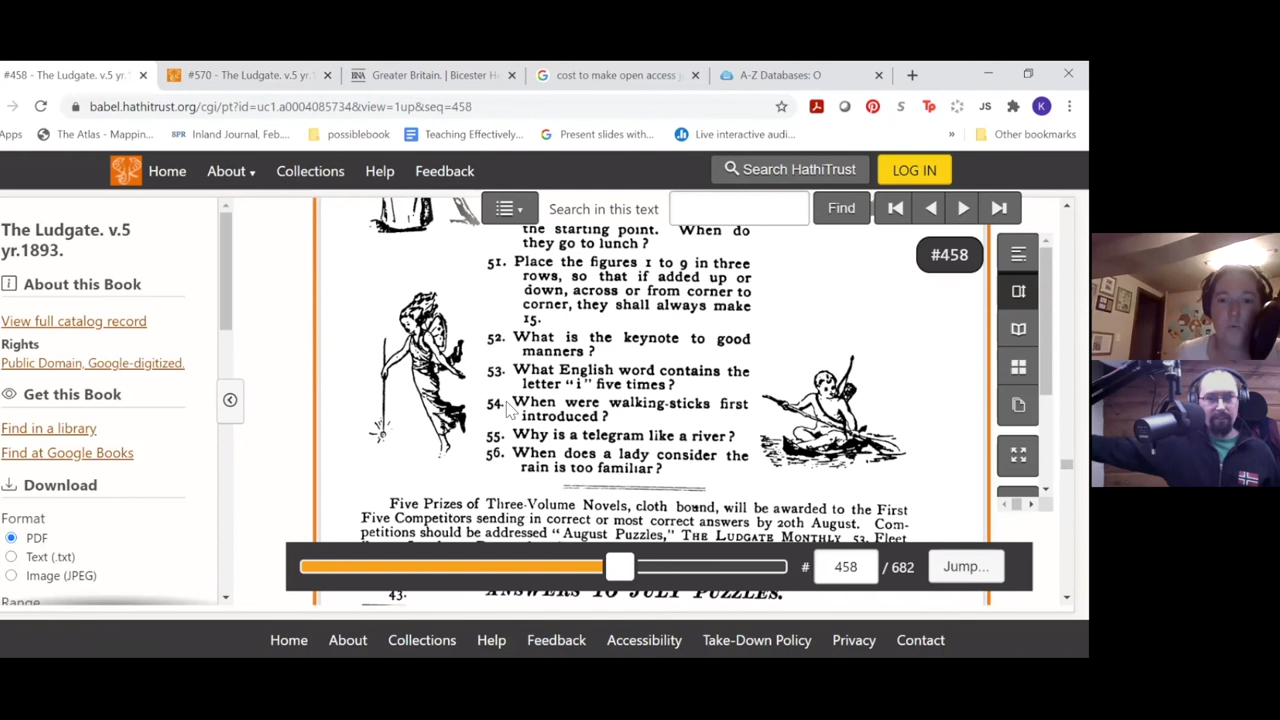 #458 - The Ludgate. v.5 yr.
#570 - The Ludgate. v.5 yr
BNA Greater Britain. | Bicester H
cost to make open access j
A-Z Databases: O
babel.hathitrust.org/cgi/pt?id=uc1.a0004085734&view=1up&seq=458
Apps
The Atlas - Mappin...
SPR Inland Journal, Feb....
possiblebook
Teaching Effectively...
Present slides with...
Live interactive audi...
» Other bookmarks
Home About Collections Help Feedback
Search HathiTrust
LOG IN
The Ludgate. v.5
yr.1893.
About this Book
View full catalog record
Rights
Public Domain, Google-digitized.
Get this Book
Find in a library
Find at Google Books
Download
Format
PDF
Text (.txt)
Image (JPEG)
Range
Search in this text
Find
#458
the starting point. When do
they go to lunch ?
51. Place the figures 1 to 9 in three
rows, so that if added up or
down, across or from corner to
corner, they shall always make
15.
52. What is the keynote to good
manners ?
53. What English word contains the
letter "i" five times ?
54. When were walking-sticks first
introduced ?
55. Why is a telegram like a river ?
56. When does a lady consider the
rain is too familiar ?
Five Prizes of Three-Volume Novels, cloth bound, will be awarded to the First
Five Competitors sending in correct or most correct answers by 20th August. Com-
petitions should be addressed "August Puzzles," THE LUDGATE MONTHLY 53, Fleet
# 458 / 682 Jump...
43. ANSWERS TO JULY PUZZLES.
Home About Collections Help Feedback Accessibility Take-Down Policy Privacy Contact